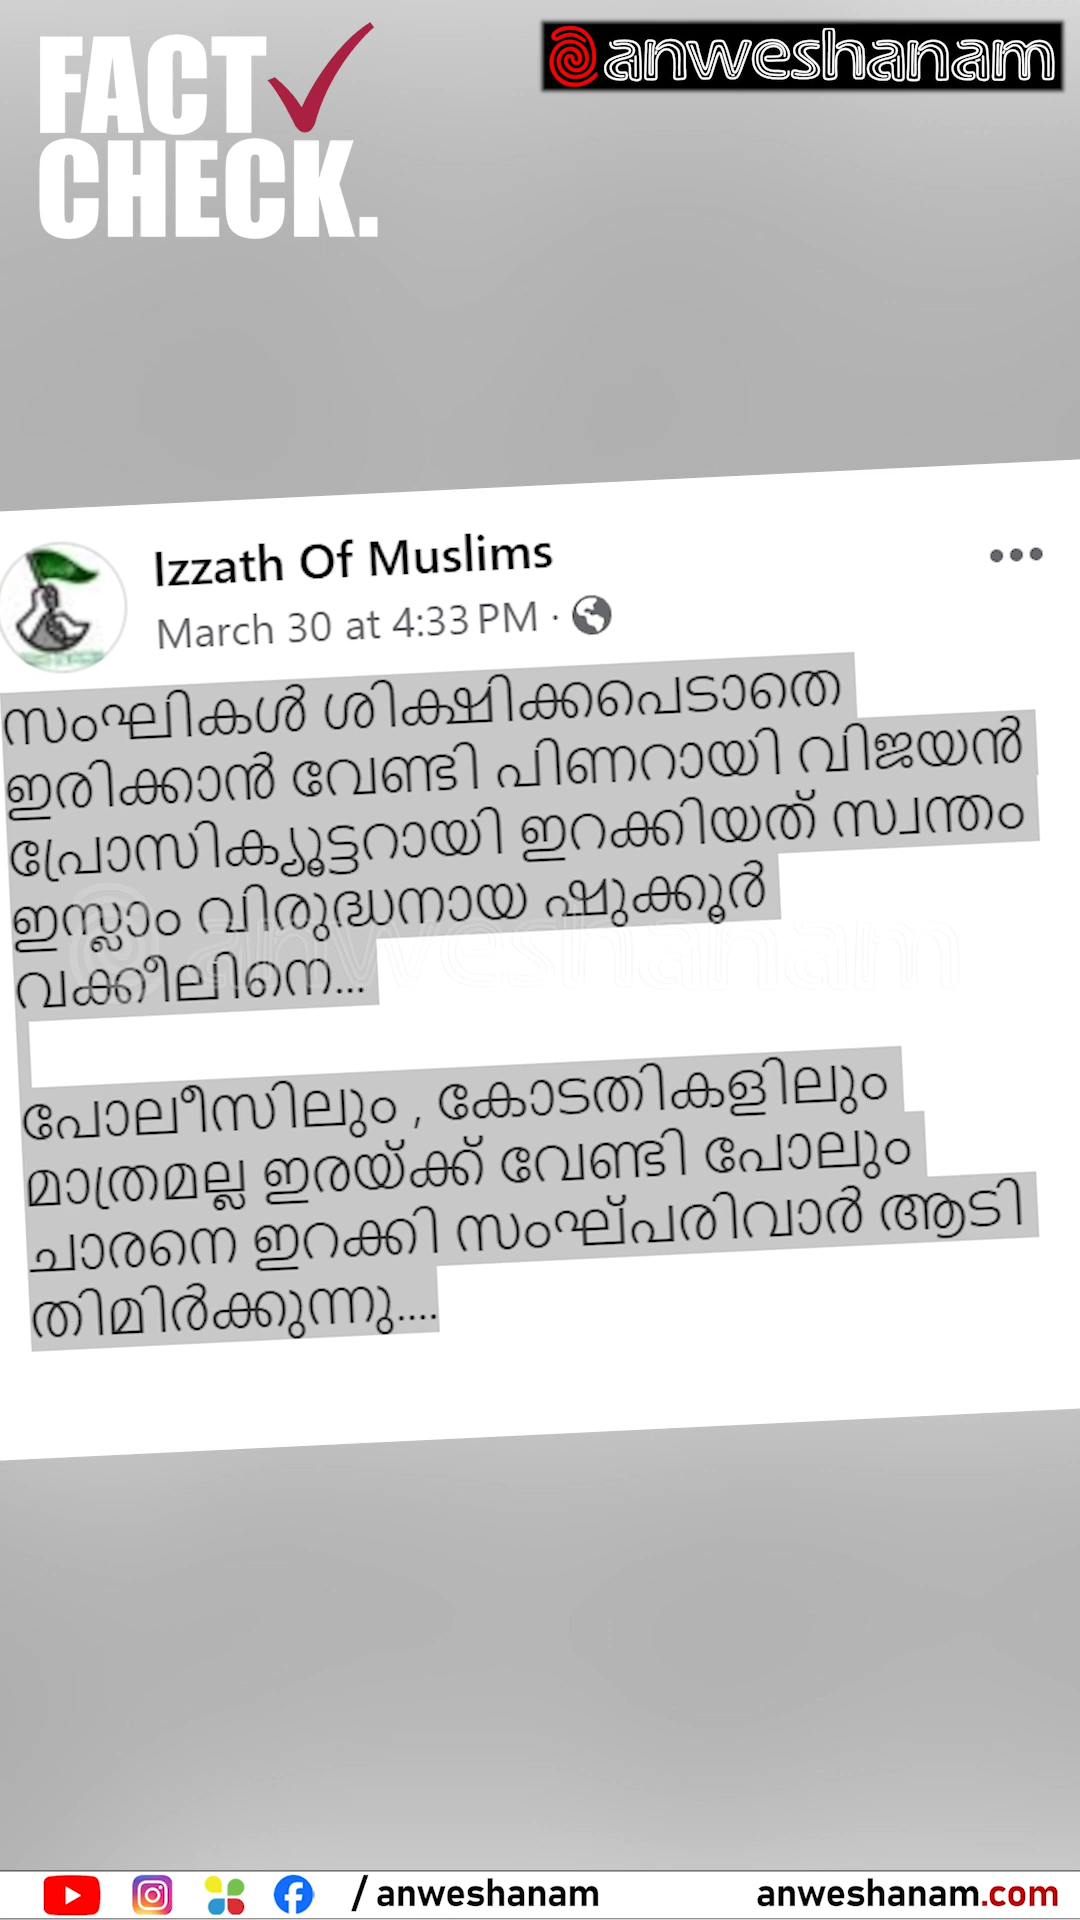 FACT
CHECK.
anweshanam
Izzath Of Muslims
March 30 at 4:33 PM ·
സംഘികൾ ശിക്ഷിക്കപെടാതെ
ഇരിക്കാൻ വേണ്ടി പിണറായി വിജയൻ
പ്രോസിക്യൂട്ടറായി ഇറക്കിയത് സ്വന്തം
ഇസ്ലാം വിരുദ്ധനായ ഷുക്കൂർ
വക്കീലിനെ...
പോലീസിലും , കോടതികളിലും
മാത്രമല്ല ഇരയ്ക്ക് വേണ്ടി പോലും
ചാരനെ ഇറക്കി സംഘ്പരിവാർ ആടി
തിമിർക്കുന്നു....
anweshanam
/ anweshanam
anweshanam.com